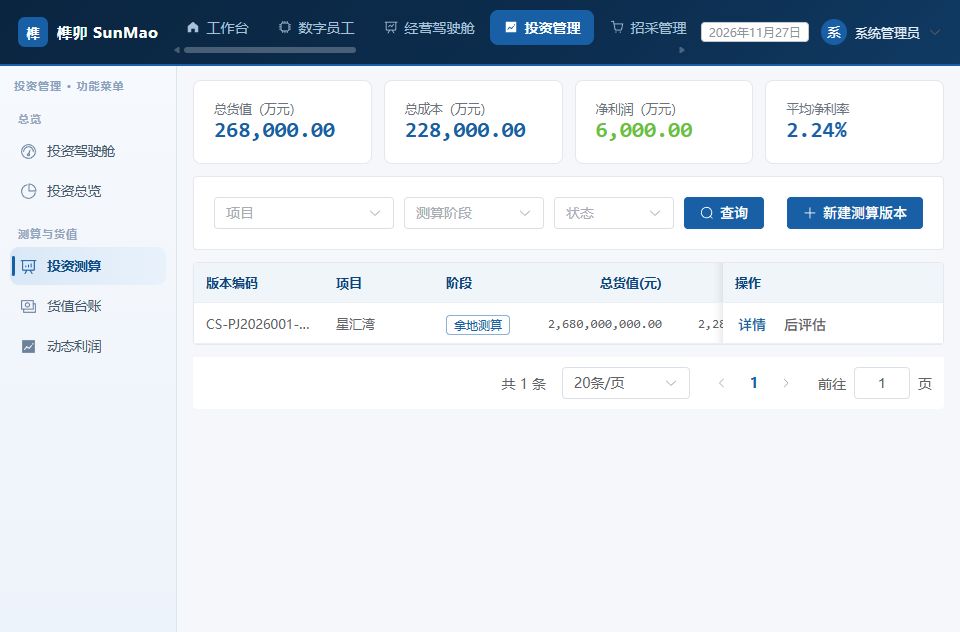 榫 榫卯 SunMao 工作台 数字员工 经营驾驶舱 投资管理 招采管理 2026年11月27日 系 系统管理员
投资管理 • 功能菜单
总览
投资驾驶舱
投资总览
测算与货值
投资测算
货值台账
动态利润
总货值（万元）
268,000.00
总成本（万元）
228,000.00
净利润（万元）
6,000.00
平均净利率
2.24%
项目 测算阶段 状态 查询 新建测算版本
版本编码 项目 阶段 总货值(元) 操作
CS-PJ2026001-... 星汇湾 拿地测算 2,680,000,000.00 2,28 详情 后评估
共 1 条 20条/页 1 前往 1 页